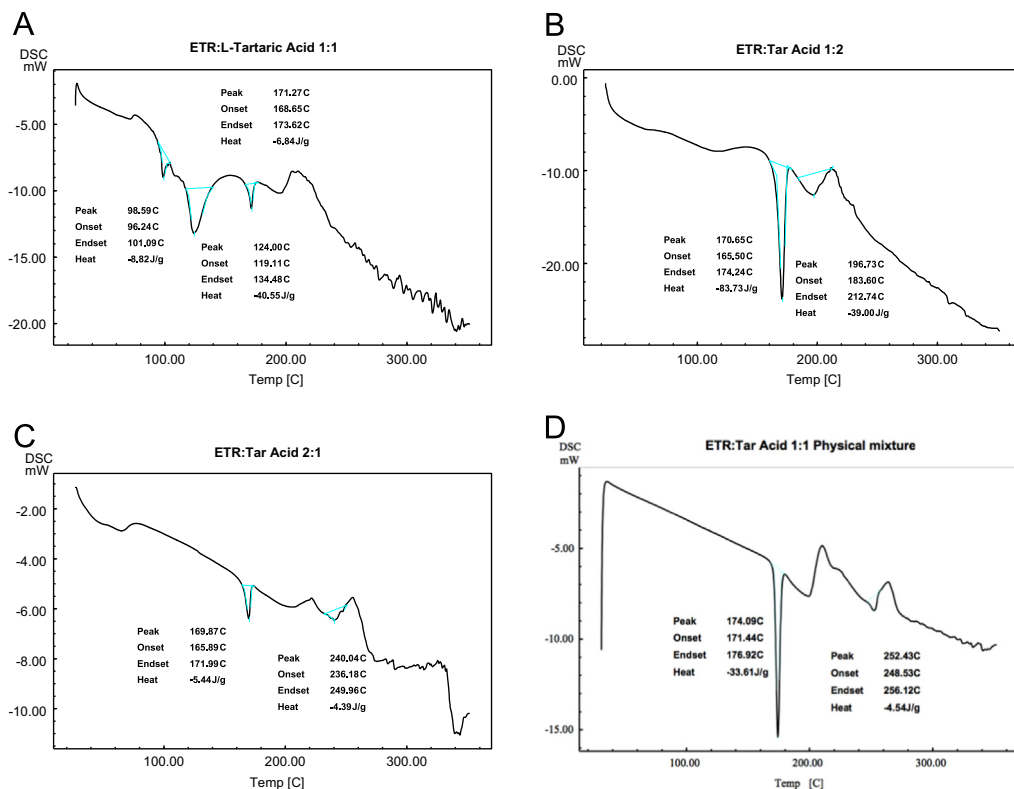 A
ETR:L-Tartaric Acid 1:1
DSC
mW
Peak 171.27C
Onset 168.65C
Endset 173.62C
Heat -6.84J/g
-5.00
-10.00
-15.00
-20.00
Peak 98.59C
Onset 96.24C
Endset 101.09C
Heat -8.82J/g
Peak 124.00C
Onset 119.11C
Endset 134.48C
Heat -40.55J/g
100.00 200.00 300.00
Temp [C]
B
ETR:Tar Acid 1:2
DSC
mW
0.00
-10.00
-20.00
Peak 170.65C
Onset 165.50C
Endset 174.24C
Heat -83.73J/g
Peak 196.73C
Onset 183.60C
Endset 212.74C
Heat -39.00J/g
100.00 200.00 300.00
Temp [C]
C
ETR:Tar Acid 2:1
DSC
mW
-2.00
-4.00
-6.00
-8.00
-10.00
Peak 169.87C
Onset 165.89C
Endset 171.99C
Heat -5.44J/g
Peak 240.04C
Onset 236.18C
Endset 249.96C
Heat -4.39J/g
100.00 200.00 300.00
Temp [C]
D
ETR:Tar Acid 1:1 Physical mixture
DSC
mW
-5.00
-10.00
-15.00
Peak 174.09C
Onset 171.44C
Endset 176.92C
Heat -33.61J/g
Peak 252.43C
Onset 248.53C
Endset 256.12C
Heat -4.54J/g
100.00 200.00 300.00
Temp [C]